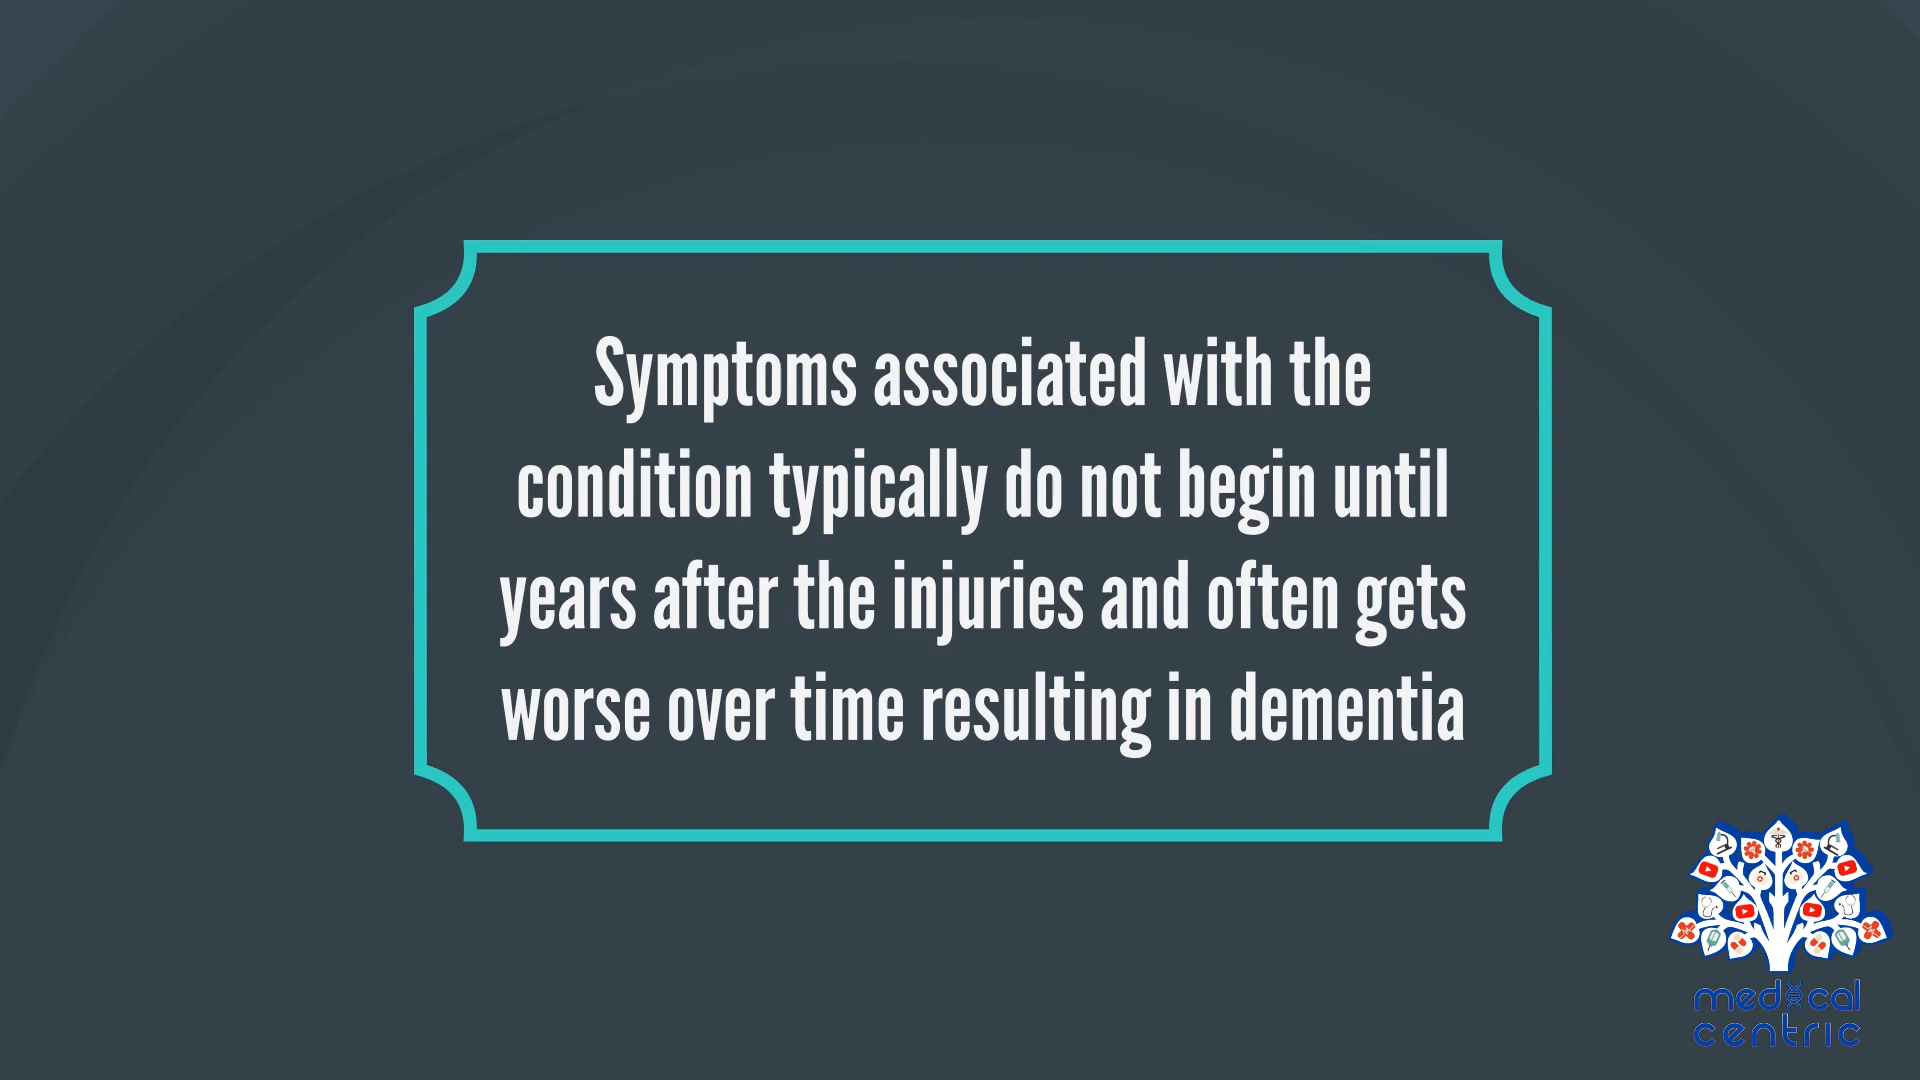 Symptoms associated with the
condition typically do not begin until
years after the injuries and often gets
worse over time resulting in dementia
medical
centric